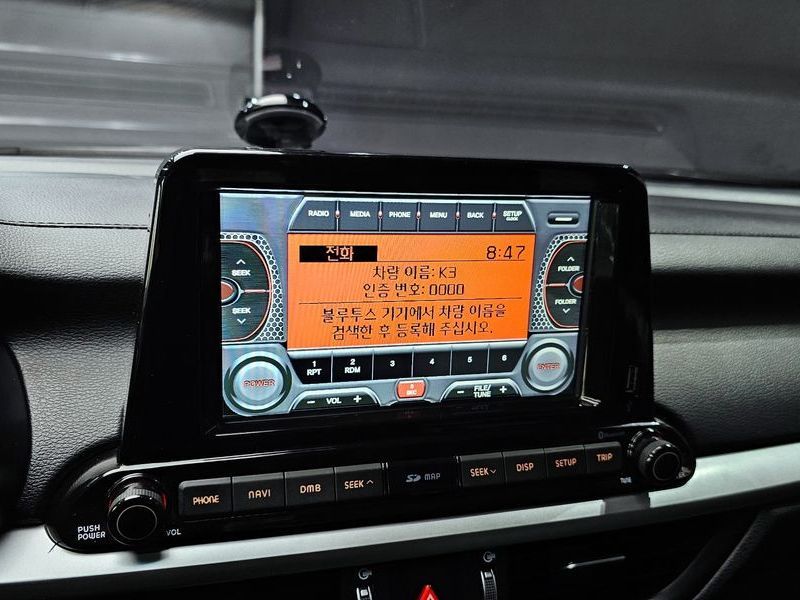 RADIO MEDIA PHONE MENU BACK SETUP CLOCK
전화 8:47
차량 이름: K3
인증 번호: 0000
블루투스 기기에서 차량 이름을
검색한 후 등록해 주십시오.
SEEK
SEEK
FOLDER
FOLDER
1 RPT 2 RDM 3 4 5 6
POWER
ENTER
- VOL +
- FILE/TUNE +
PHONE NAVI DMB SEEK SD MAP SEEK DISP SETUP TRIP
PUSH
POWER
VOL
TUNE